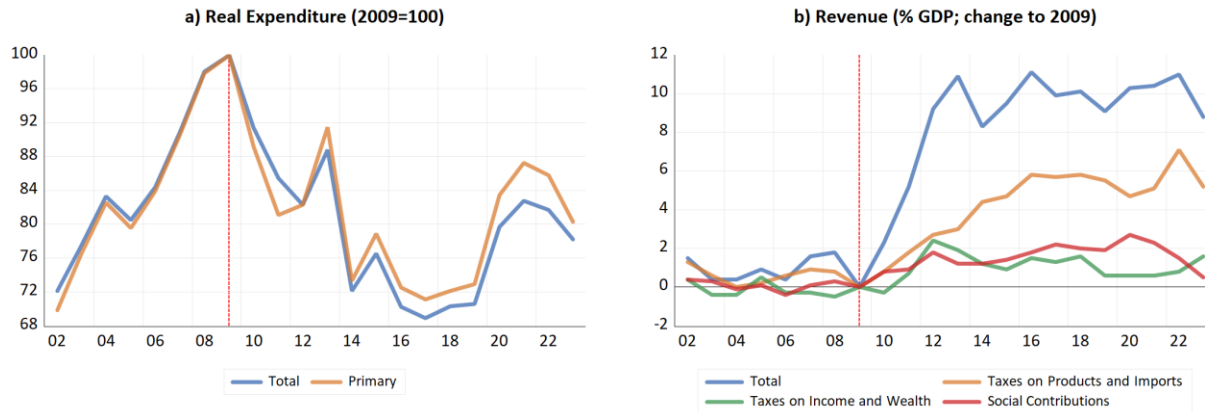 a) Real Expenditure (2009=100)
100
96
92
88
84
80
76
72
68
02 04 06 08 10 12 14 16 18 20 22
Total Primary
b) Revenue (% GDP; change to 2009)
12
10
8
6
4
2
0
-2
02 04 06 08 10 12 14 16 18 20 22
Total Taxes on Products and Imports
Taxes on Income and Wealth Social Contributions